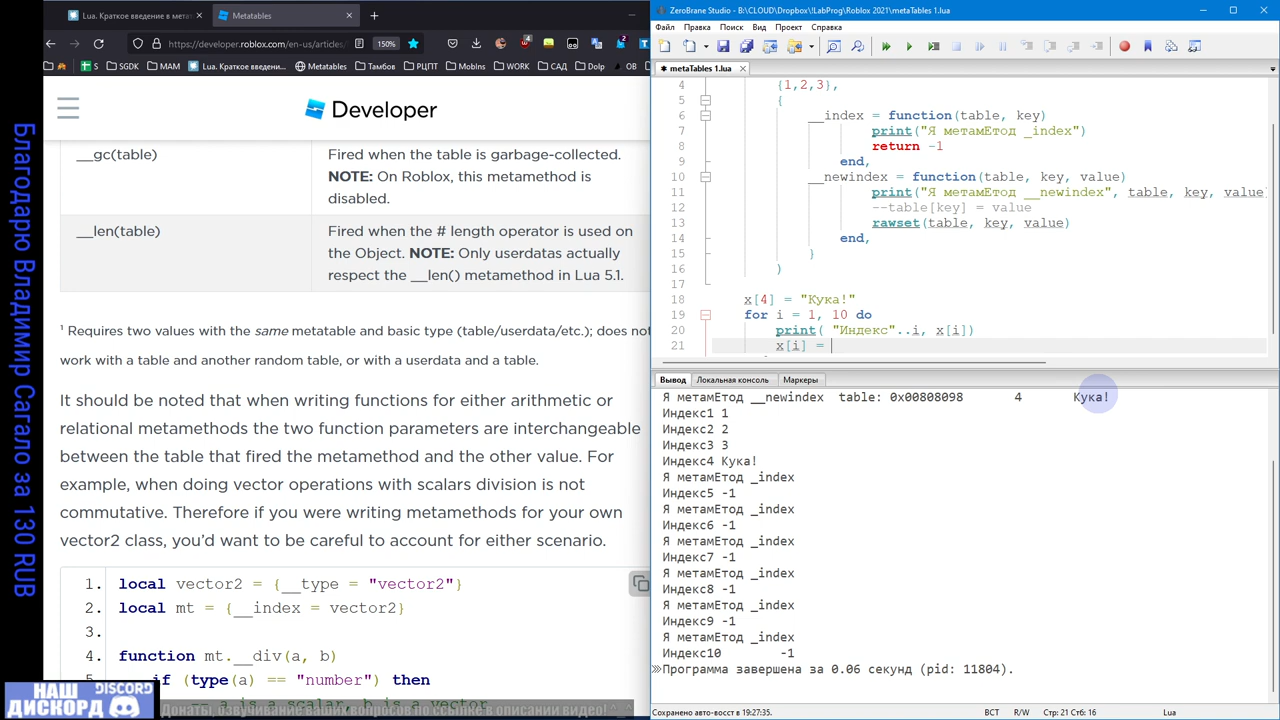 Lua. Краткое введение в метат
Metatables
ZeroBrane Studio - B:\CLOUD\Dropbox\!LabProg\Roblox 2021\metaTables 1.lua
https://developer.roblox.com/en-us/articles/
150%
Файл Правка Поиск Вид Проект Справка
SGDK MAM Lua. Краткое введени... Metatables Тамбов РЦПТ Mobins WORK САД Dolp
metaTables 1.lua
Developer
__gc(table)
Fired when the table is garbage-collected.
NOTE: On Roblox, this metamethod is
disabled.
__len(table)
Fired when the # length operator is used on
the Object. NOTE: Only userdatas actually
respect the __len() metamethod in Lua 5.1.
¹ Requires two values with the same metatable and basic type (table/userdata/etc.); does not
work with a table and another random table, or with a userdata and a table.
It should be noted that when writing functions for either arithmetic or
relational metamethods the two function parameters are interchangeable
between the table that fired the metamethod and the other value. For
example, when doing vector operations with scalars division is not
commutative. Therefore if you were writing metamethods for your own
vector2 class, you'd want to be careful to account for either scenario.
1. local vector2 = {__type = "vector2"}
2. local mt = {__index = vector2}
3.
4. function mt.__div(a, b)
if (type(a) == "number") then
Благодарю Владимир Сагало за 130 RUB
НАШ
ДИСКОРД
DISCORD
4 {1,2,3},
5 {
6 __index = function(table, key)
7 print("Я метамЕтод _index")
8 return -1
9 end,
10 __newindex = function(table, key, value)
11 print("Я метамЕтод __newindex", table, key, value
12 --table[key] = value
13 rawset(table, key, value)
14 end,
15 }
16 )
17
18 x[4] = "Кука!"
19 for i = 1, 10 do
20 print( "Индекс"..i, x[i])
21 x[i] =
Вывод Локальная консоль Маркеры
Я метамЕтод __newindex table: 0x00808098 4 Кука!
Индекс1 1
Индекс2 2
Индекс3 3
Индекс4 Кука!
Я метамЕтод _index
Индекс5 -1
Я метамЕтод _index
Индекс6 -1
Я метамЕтод _index
Индекс7 -1
Я метамЕтод _index
Индекс8 -1
Я метамЕтод _index
Индекс9 -1
Я метамЕтод _index
Индекс10 -1
Программа завершена за 0.06 секунд (pid: 11804).
Сохранено авто-восст в 19:27:35. ВСТ R/W Стр: 21 Стб: 16 Lua